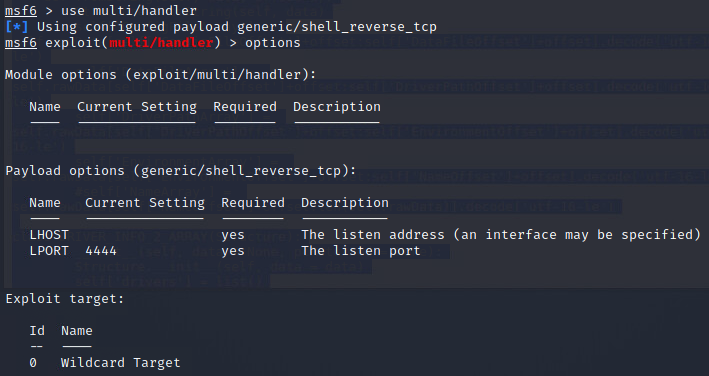 msf6 > use multi/handler
[*] Using configured payload generic/shell_reverse_tcp
msf6 exploit(multi/handler) > options
Module options (exploit/multi/handler):
Name  Current Setting  Required  Description
----  ---------------  --------  -----------
Payload options (generic/shell_reverse_tcp):
Name   Current Setting  Required  Description
----   ---------------  --------  -----------
LHOST                   yes       The listen address (an interface may be specified)
LPORT  4444             yes       The listen port
Exploit target:
Id  Name
--  ----
0   Wildcard Target